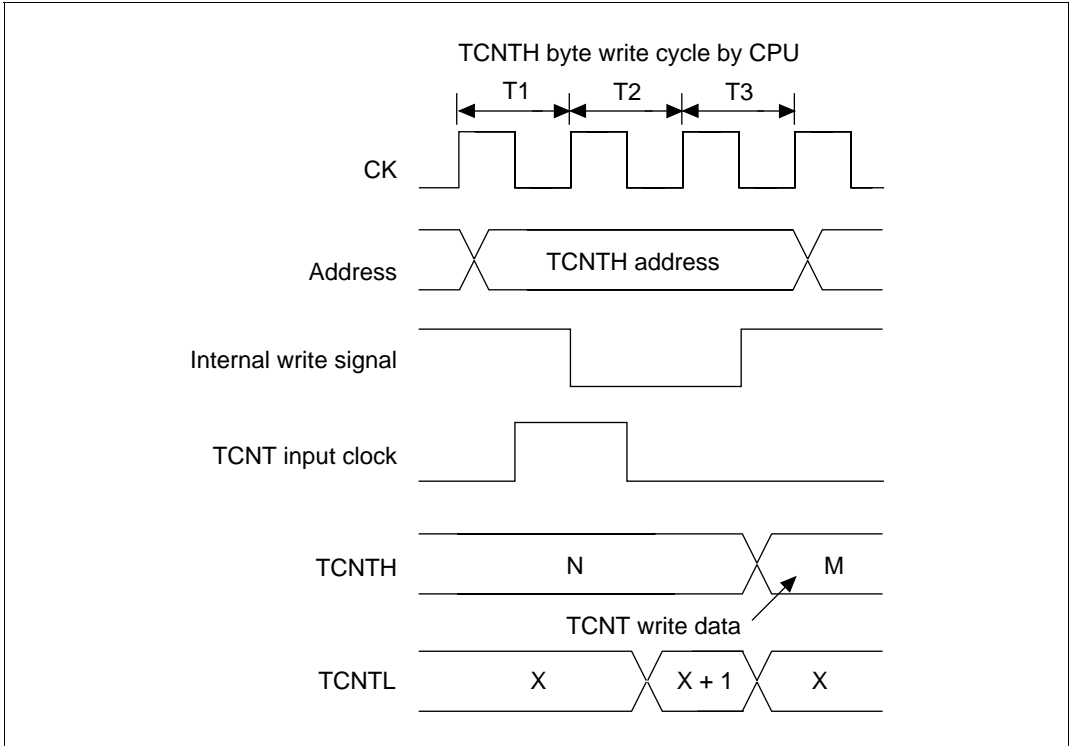 TCNTH byte write cycle by CPU
T1 T2 T3
CK
Address TCNTH address
Internal write signal
TCNT input clock
TCNTH N M
TCNT write data
TCNTL X X + 1 X